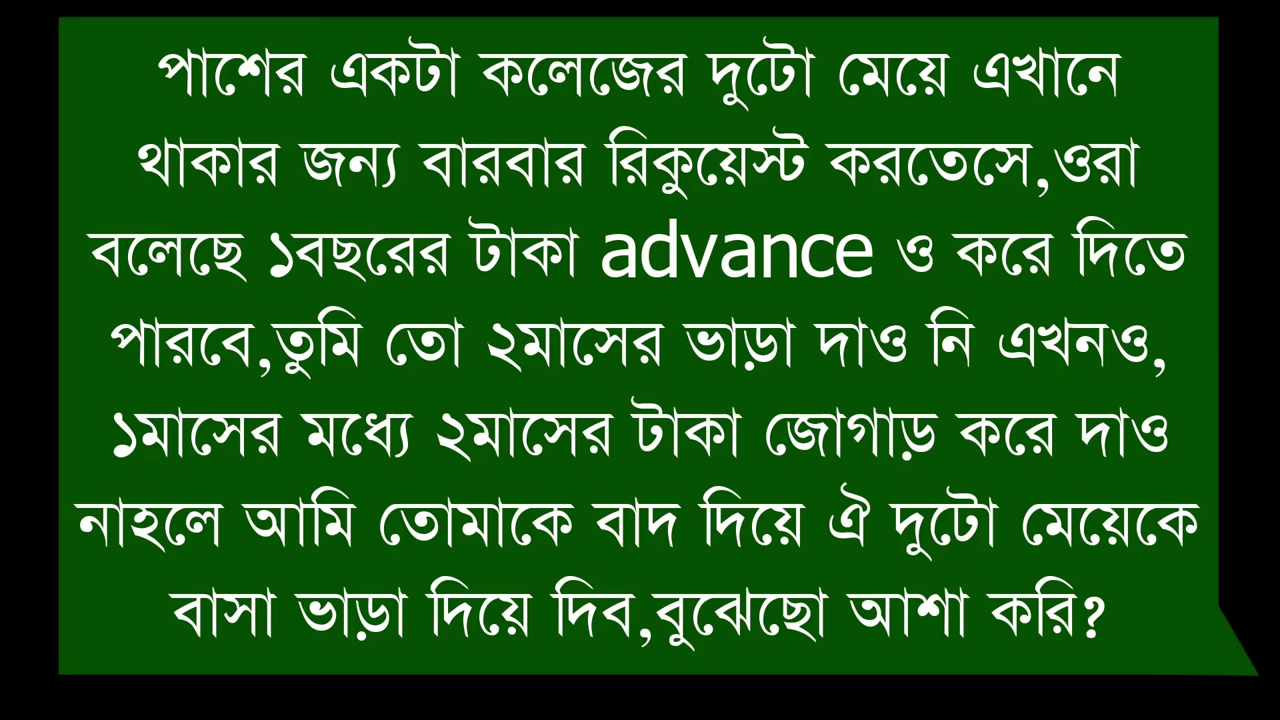 পাশের একটা কলেজের দুটো মেয়ে এখানে
থাকার জন্য বারবার রিকুয়েস্ট করতেসে,ওরা
বলেছে ১বছরের টাকা advance ও করে দিতে
পারবে,তুমি তো ২মাসের ভাড়া দাও নি এখনও,
১মাসের মধ্যে ২মাসের টাকা জোগাড় করে দাও
নাহলে আমি তোমাকে বাদ দিয়ে ঐ দুটো মেয়েকে
বাসা ভাড়া দিয়ে দিব,বুঝেছো আশা করি?